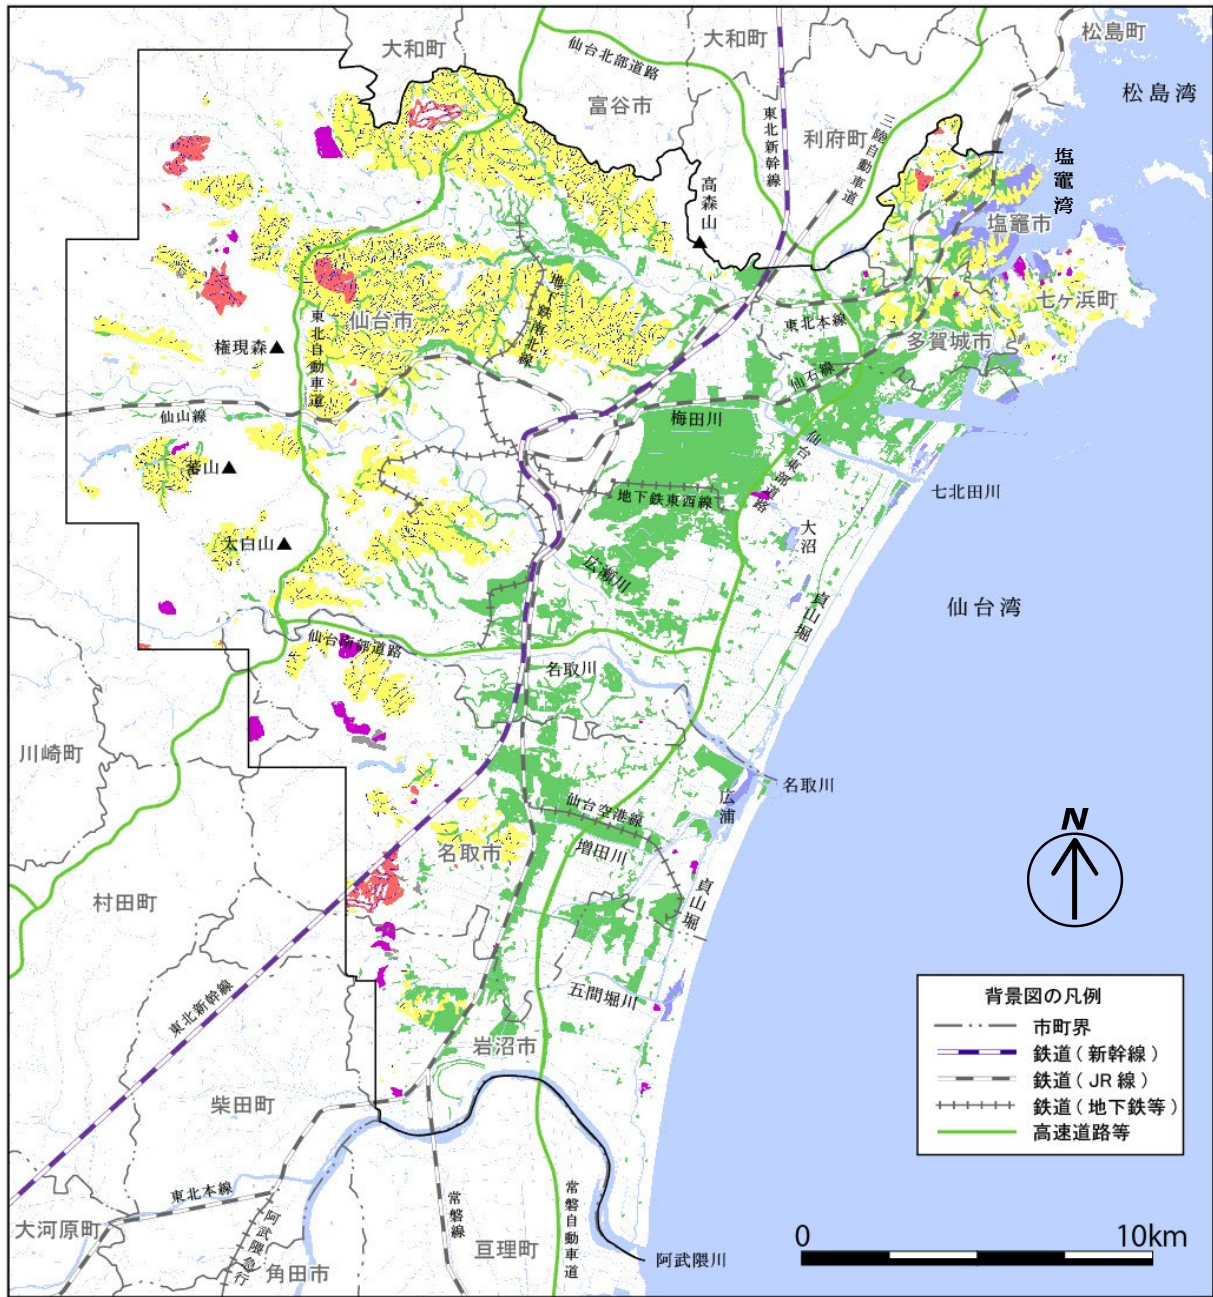 大和町
大和町
松島町
仙台北部道路
富谷市
東北新幹線
利府町
三陸自動車道
松島湾
塩竈湾
塩竈市
高森山
七ヶ浜町
仙台市
地下鉄南北線
東北本線
多賀城市
東北自動車道
権現森
仙石線
仙山線
梅田川
仙台東部道路
蕃山
地下鉄東西線
七北田川
大沼
太白山
広瀬川
貞山堀
仙台湾
仙台南部道路
名取川
川崎町
名取川
広浦
仙台空港線
増田川
名取市
貞山堀
村田町
五間堀川
東北新幹線
岩沼市
柴田町
東北本線
大河原町
阿武隈急行
角田市
常磐線
亘理町
常磐自動車道
阿武隈川
N
背景図の凡例
市町界
鉄道(新幹線)
鉄道(JR線)
鉄道(地下鉄等)
高速道路等
0 10km